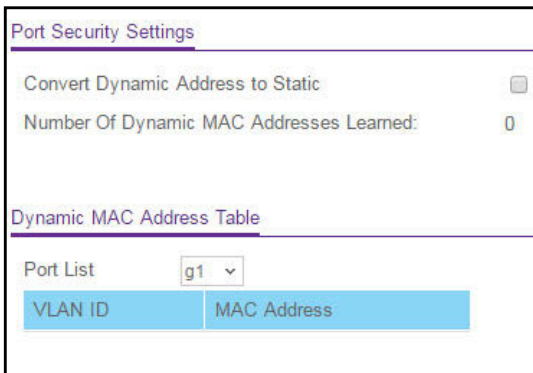 Port Security Settings
Convert Dynamic Address to Static
Number Of Dynamic MAC Addresses Learned: 0
Dynamic MAC Address Table
Port List g1
VLAN ID MAC Address